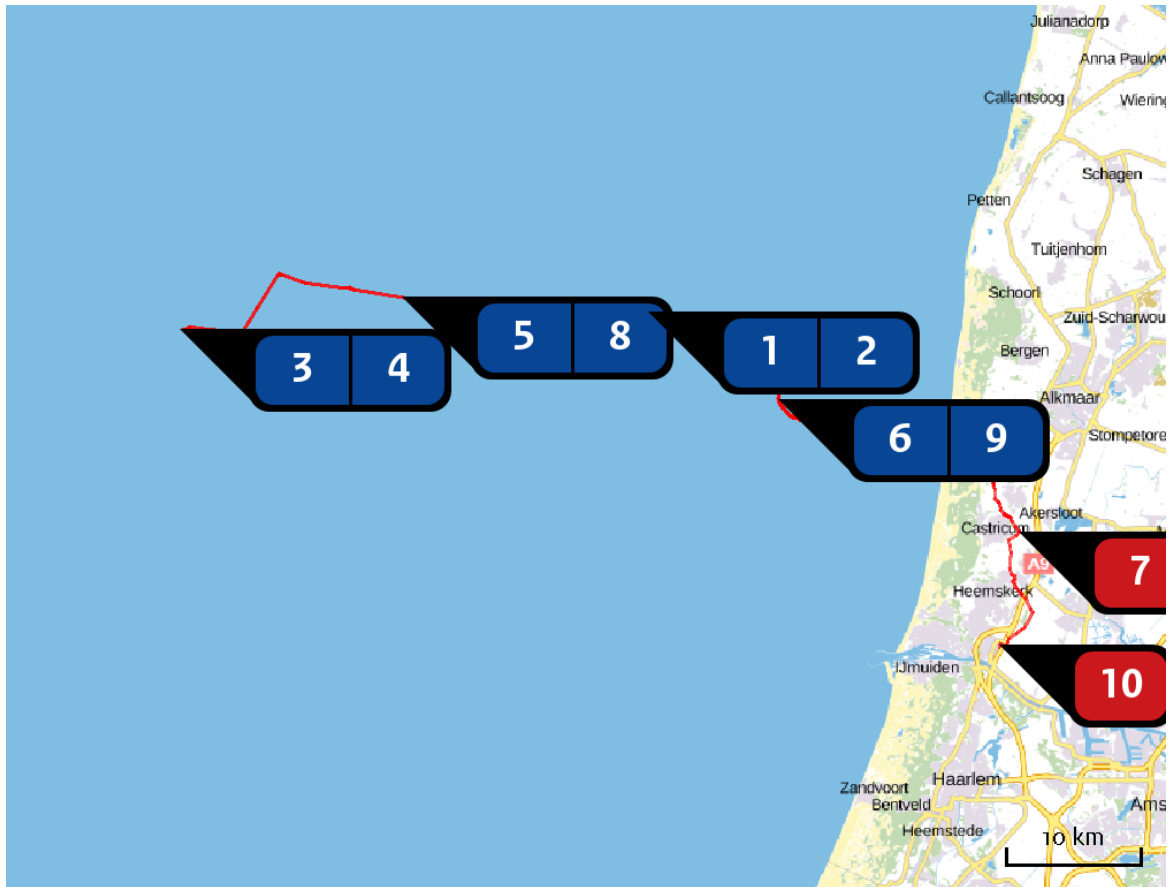 Julianadorp
Anna Paulow
Callantsoog
Wiering
Schagen
Petten
Tuitjenhorn
Schoorl
5 8
Zuid-Scharwou
1 2
Bergen
3 4
Alkmaar
6 9
Stompetore
Akersloot
Castricum
A9
7
Heemskerk
IJmuiden
10
Haarlem
Zandvoort
Bentveld
Ams
Heemstede
10 km